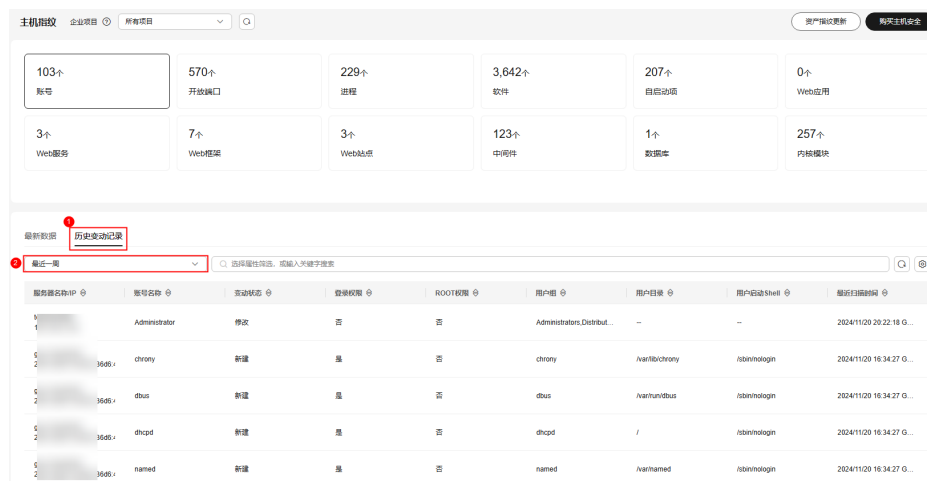 主机指纹 企业项目 所有项目 资产指纹更新 购买主机安全
103个 570个 229个 3,642个 207个 0个
账号 开放端口 进程 软件 自启动项 Web应用
3个 7个 3个 123个 1个 257个
Web服务 Web框架 Web站点 中间件 数据库 内核模块
1
最新数据 历史变动记录
2 最近一周 选择属性筛选、或输入关键字搜索
服务器名称/IP 账号名称 变动状态 登录权限 ROOT权限 用户组 用户目录 用户启动Shell 最近扫描时间
Administrator 修改 否 否 Administrators,Distribut... -- -- 2024/11/20 20:22:18 G...
chrony 新建 是 否 chrony /var/lib/chrony /sbin/nologin 2024/11/20 16:34:27 G...
dbus 新建 是 否 dbus /var/run/dbus /sbin/nologin 2024/11/20 16:34:27 G...
dhcpd 新建 是 否 dhcpd / /sbin/nologin 2024/11/20 16:34:27 G...
named 新建 是 否 named /var/named /sbin/nologin 2024/11/20 16:34:27 G...